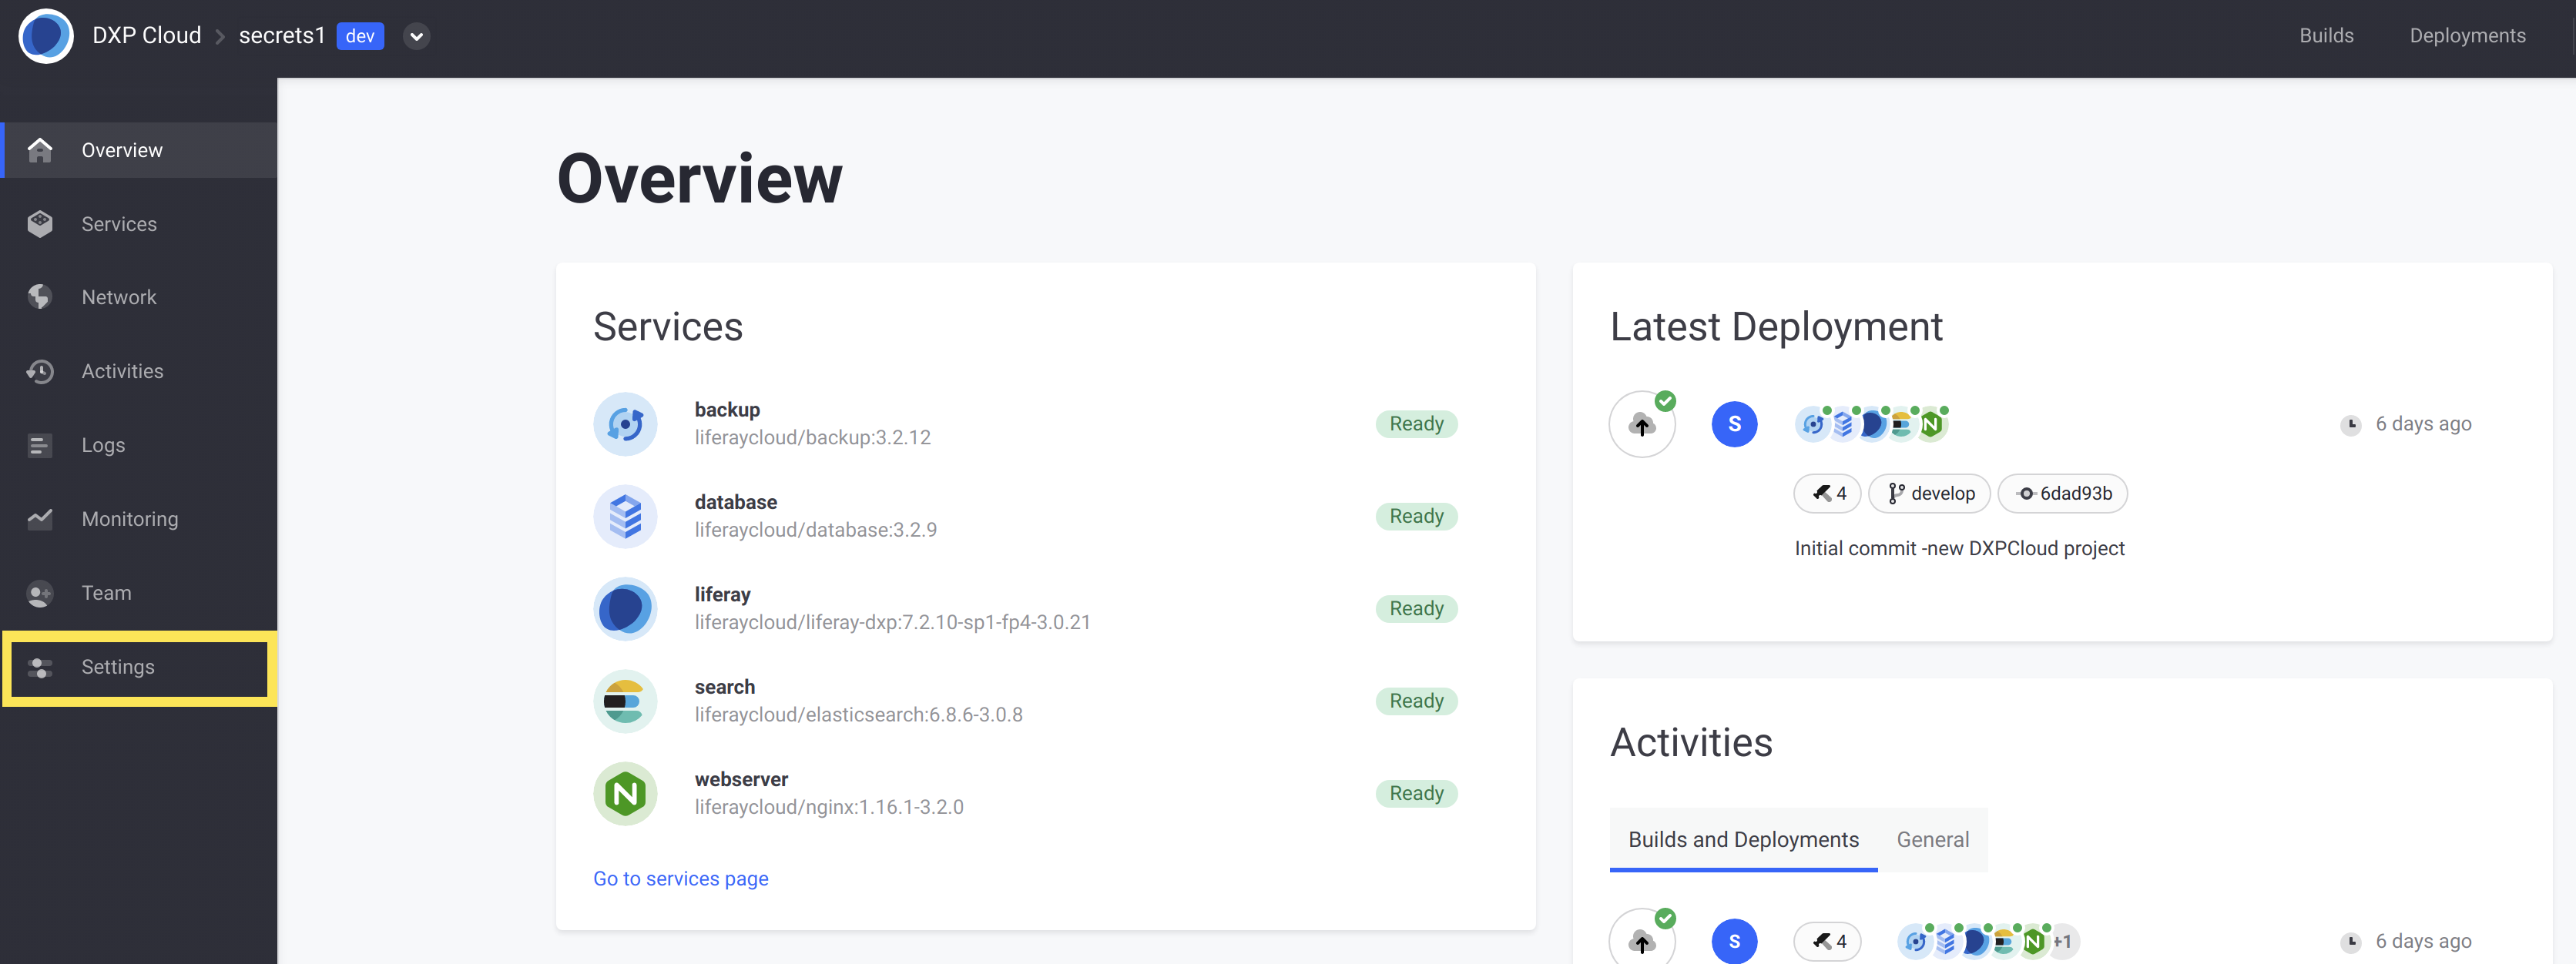 DXP Cloud secrets1 dev
Builds Deployments
Overview
Services
Network
Activities
Logs
Monitoring
Team
Settings
Overview
Services
backup
liferaycloud/backup:3.2.12
Ready
database
liferaycloud/database:3.2.9
Ready
liferay
liferaycloud/liferay-dxp:7.2.10-sp1-fp4-3.0.21
Ready
search
liferaycloud/elasticsearch:6.8.6-3.0.8
Ready
webserver
liferaycloud/nginx:1.16.1-3.2.0
Ready
Go to services page
Latest Deployment
S
6 days ago
4 develop 6dad93b
Initial commit -new DXPCloud project
Activities
Builds and Deployments General
S 4 +1 6 days ago